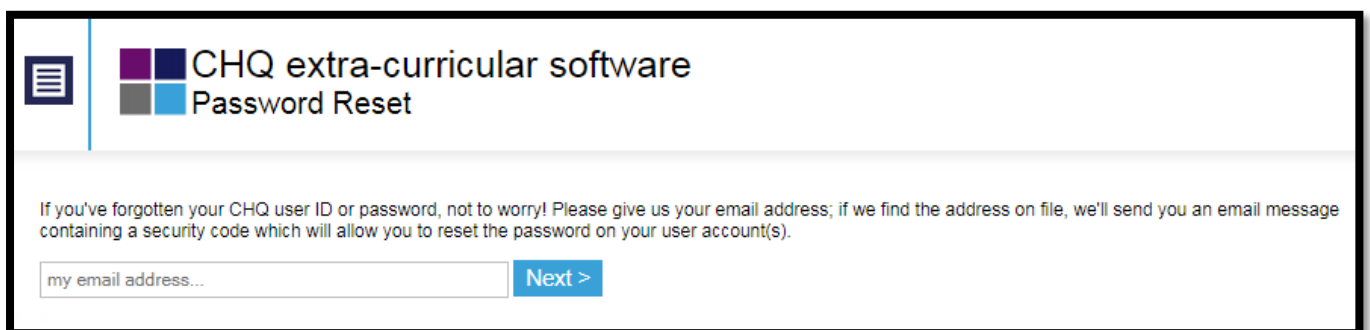 CHQ extra-curricular software
Password Reset
If you've forgotten your CHQ user ID or password, not to worry! Please give us your email address; if we find the address on file, we'll send you an email message
containing a security code which will allow you to reset the password on your user account(s).
my email address...
Next >